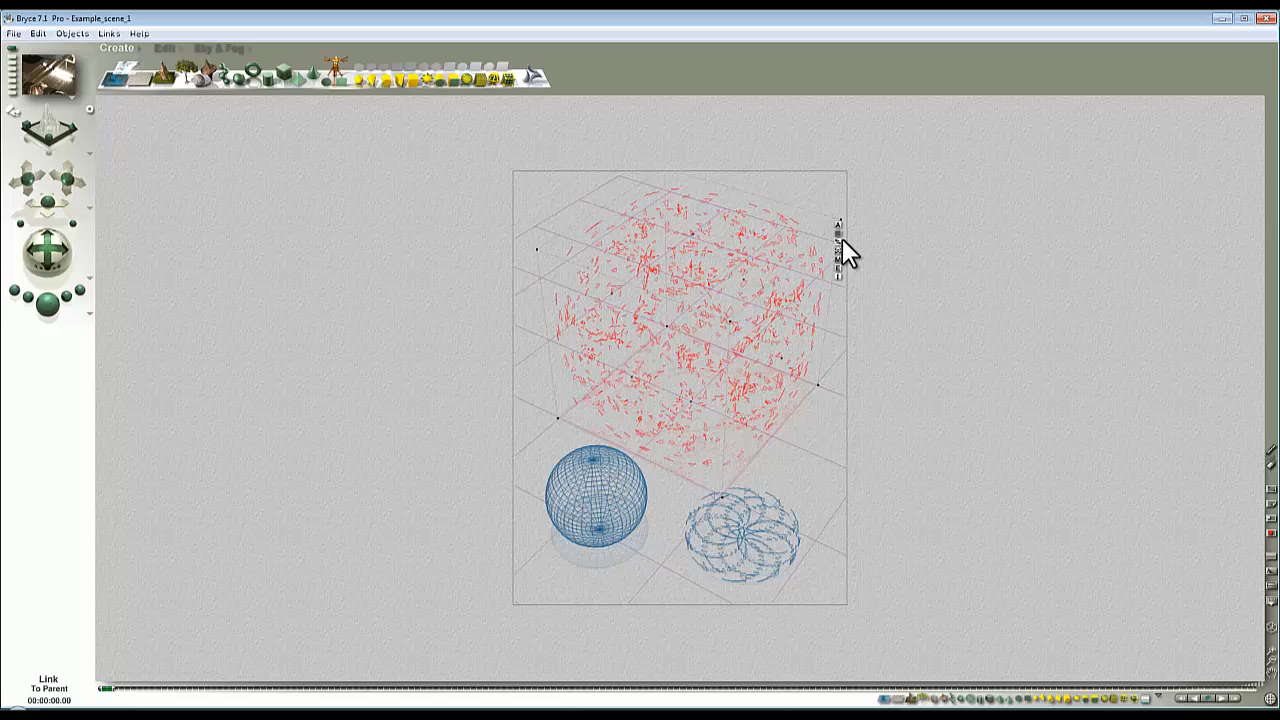 Bryce 7.1 Pro - Example_scene_1
File Edit Objects Links Help
Create Edit Sky & Fog
A
M
E
Link
To Parent
00:00:00.00